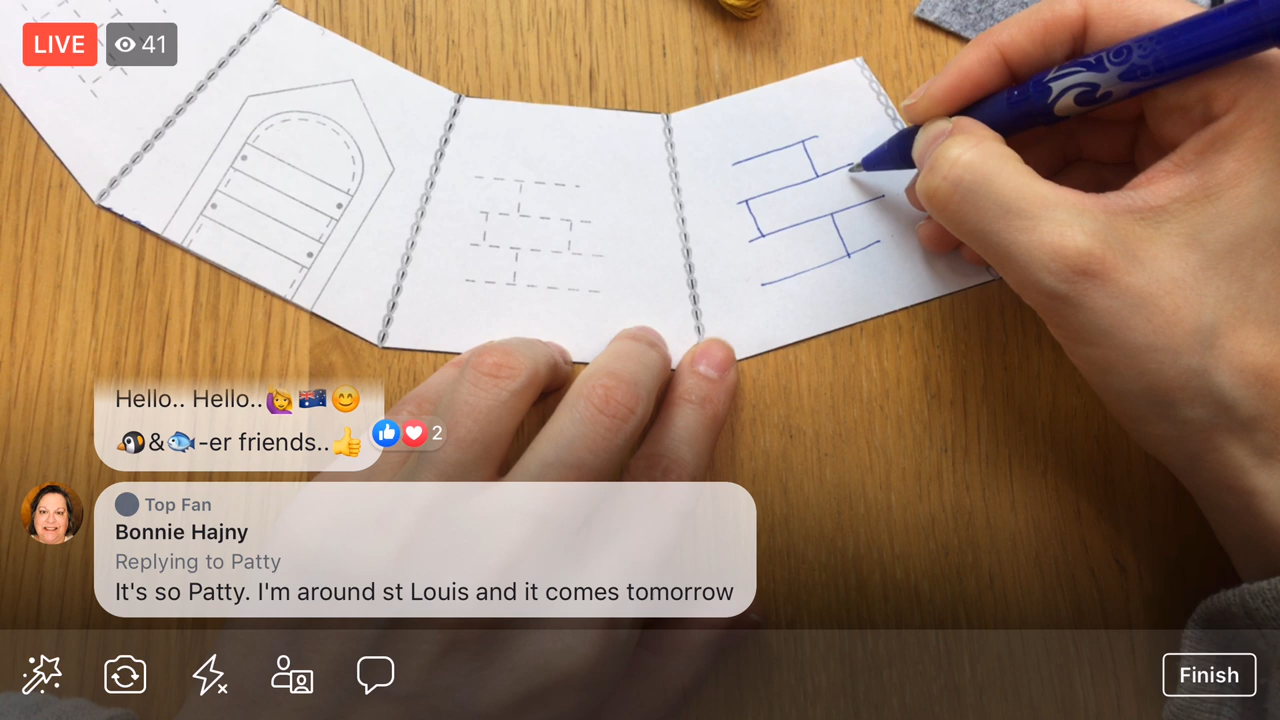 LIVE 41
Hello.. Hello..🙋‍♀️🇦🇺😊
🐧&🐟-er friends..👍
2
Top Fan
Bonnie Hajny
Replying to Patty
It's so Patty. I'm around st Louis and it comes tomorrow
Finish